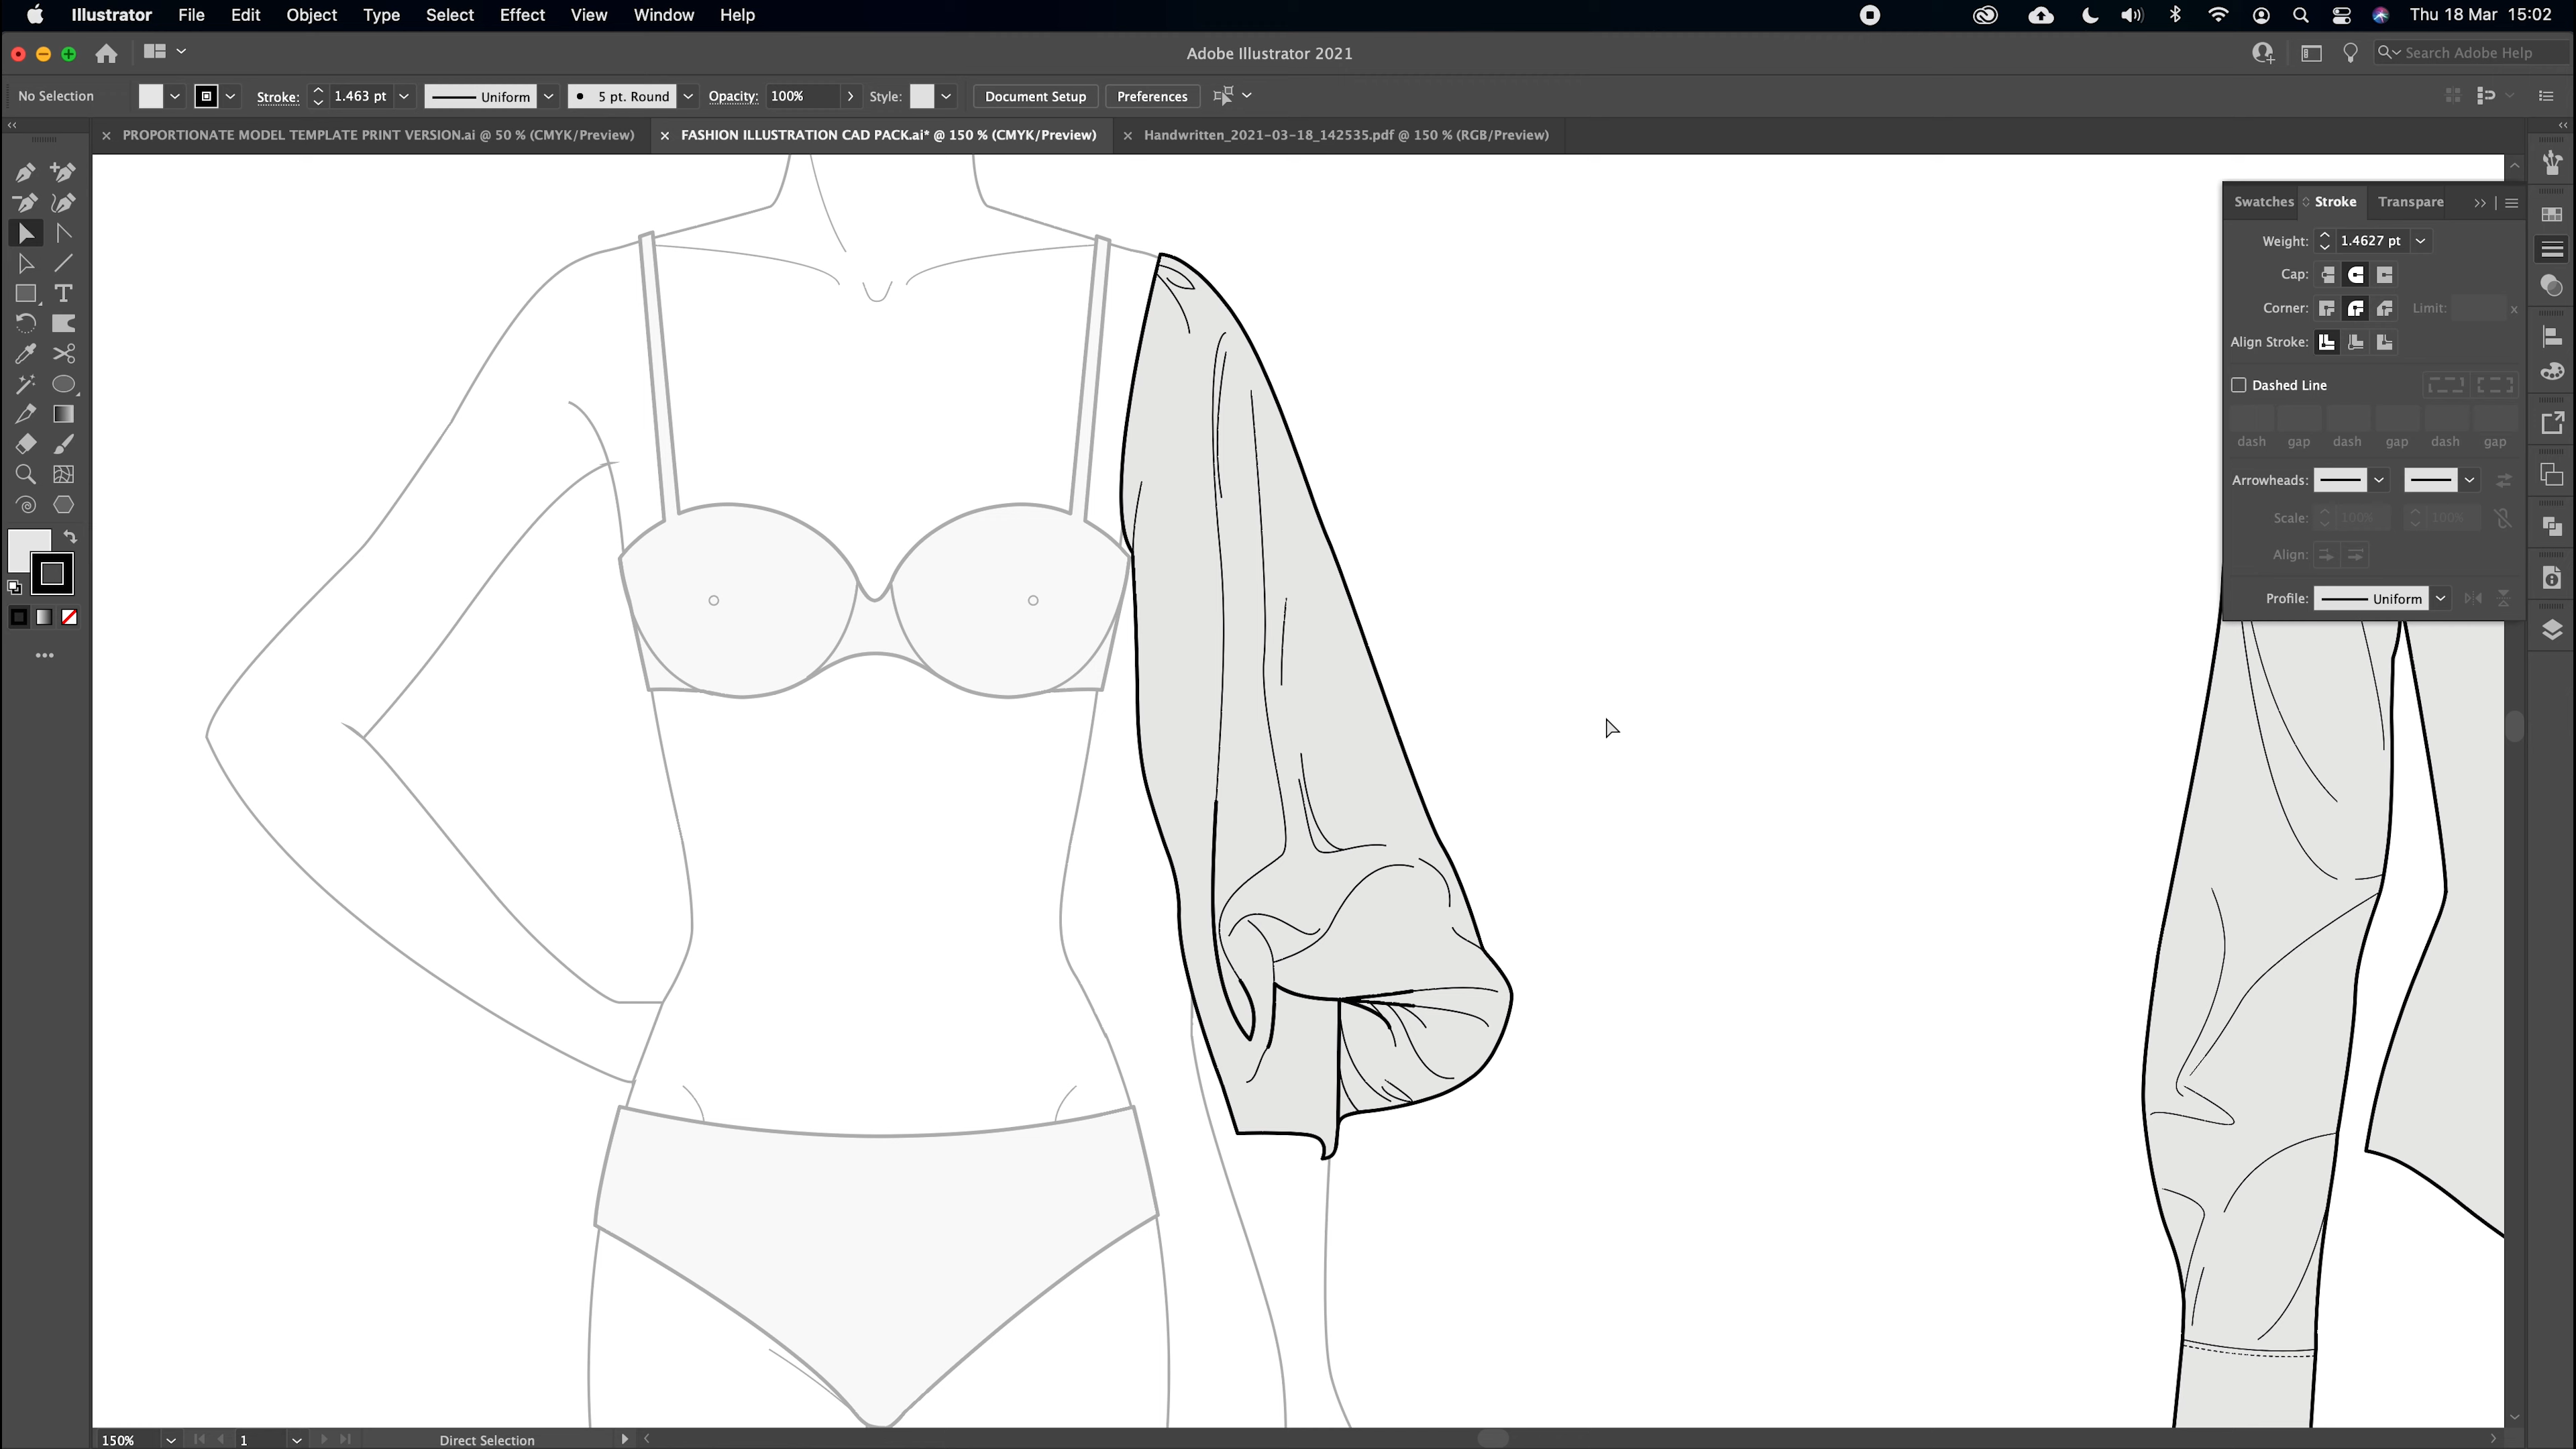 Illustrator File Edit Object Type Select Effect View Window Help Thu 18 Mar 15:02
Adobe Illustrator 2021 Search Adobe Help
No Selection Stroke: 1.463 pt Uniform 5 pt. Round Opacity: 100% Style: Document Setup Preferences
PROPORTIONATE MODEL TEMPLATE PRINT VERSION.ai @ 50 % (CMYK/Preview) FASHION ILLUSTRATION CAD PACK.ai* @ 150 % (CMYK/Preview) Handwritten_2021-03-18_142535.pdf @ 150 % (RGB/Preview)
Swatches Stroke Transpare
Weight: 1.4627 pt
Cap:
Corner: Limit: x
Align Stroke:
Dashed Line
dash gap dash gap dash gap
Arrowheads:
Scale: 100% 100%
Align:
Profile: Uniform
150% 1 Direct Selection